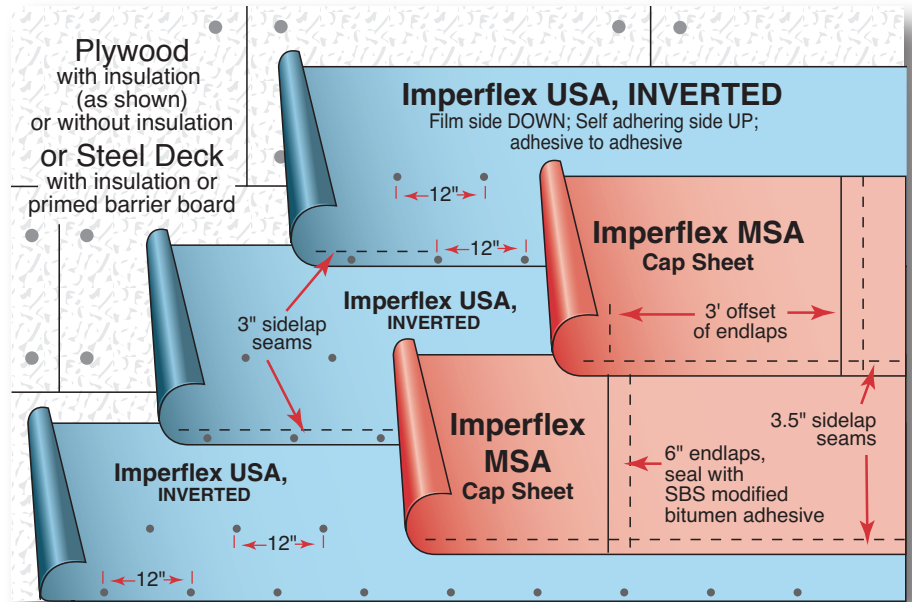 Plywood
with insulation
(as shown)
or without insulation
or Steel Deck
with insulation or
primed barrier board
Imperflex USA, INVERTED
Film side DOWN; Self adhering side UP;
adhesive to adhesive
12"
12"
Imperflex MSA
Cap Sheet
3' offset
of endlaps
3" sidelap
seams
Imperflex USA,
INVERTED
Imperflex
MSA
Cap Sheet
6" endlaps,
seal with
SBS modified
bitumen adhesive
3.5" sidelap
seams
Imperflex USA,
INVERTED
12"
12"